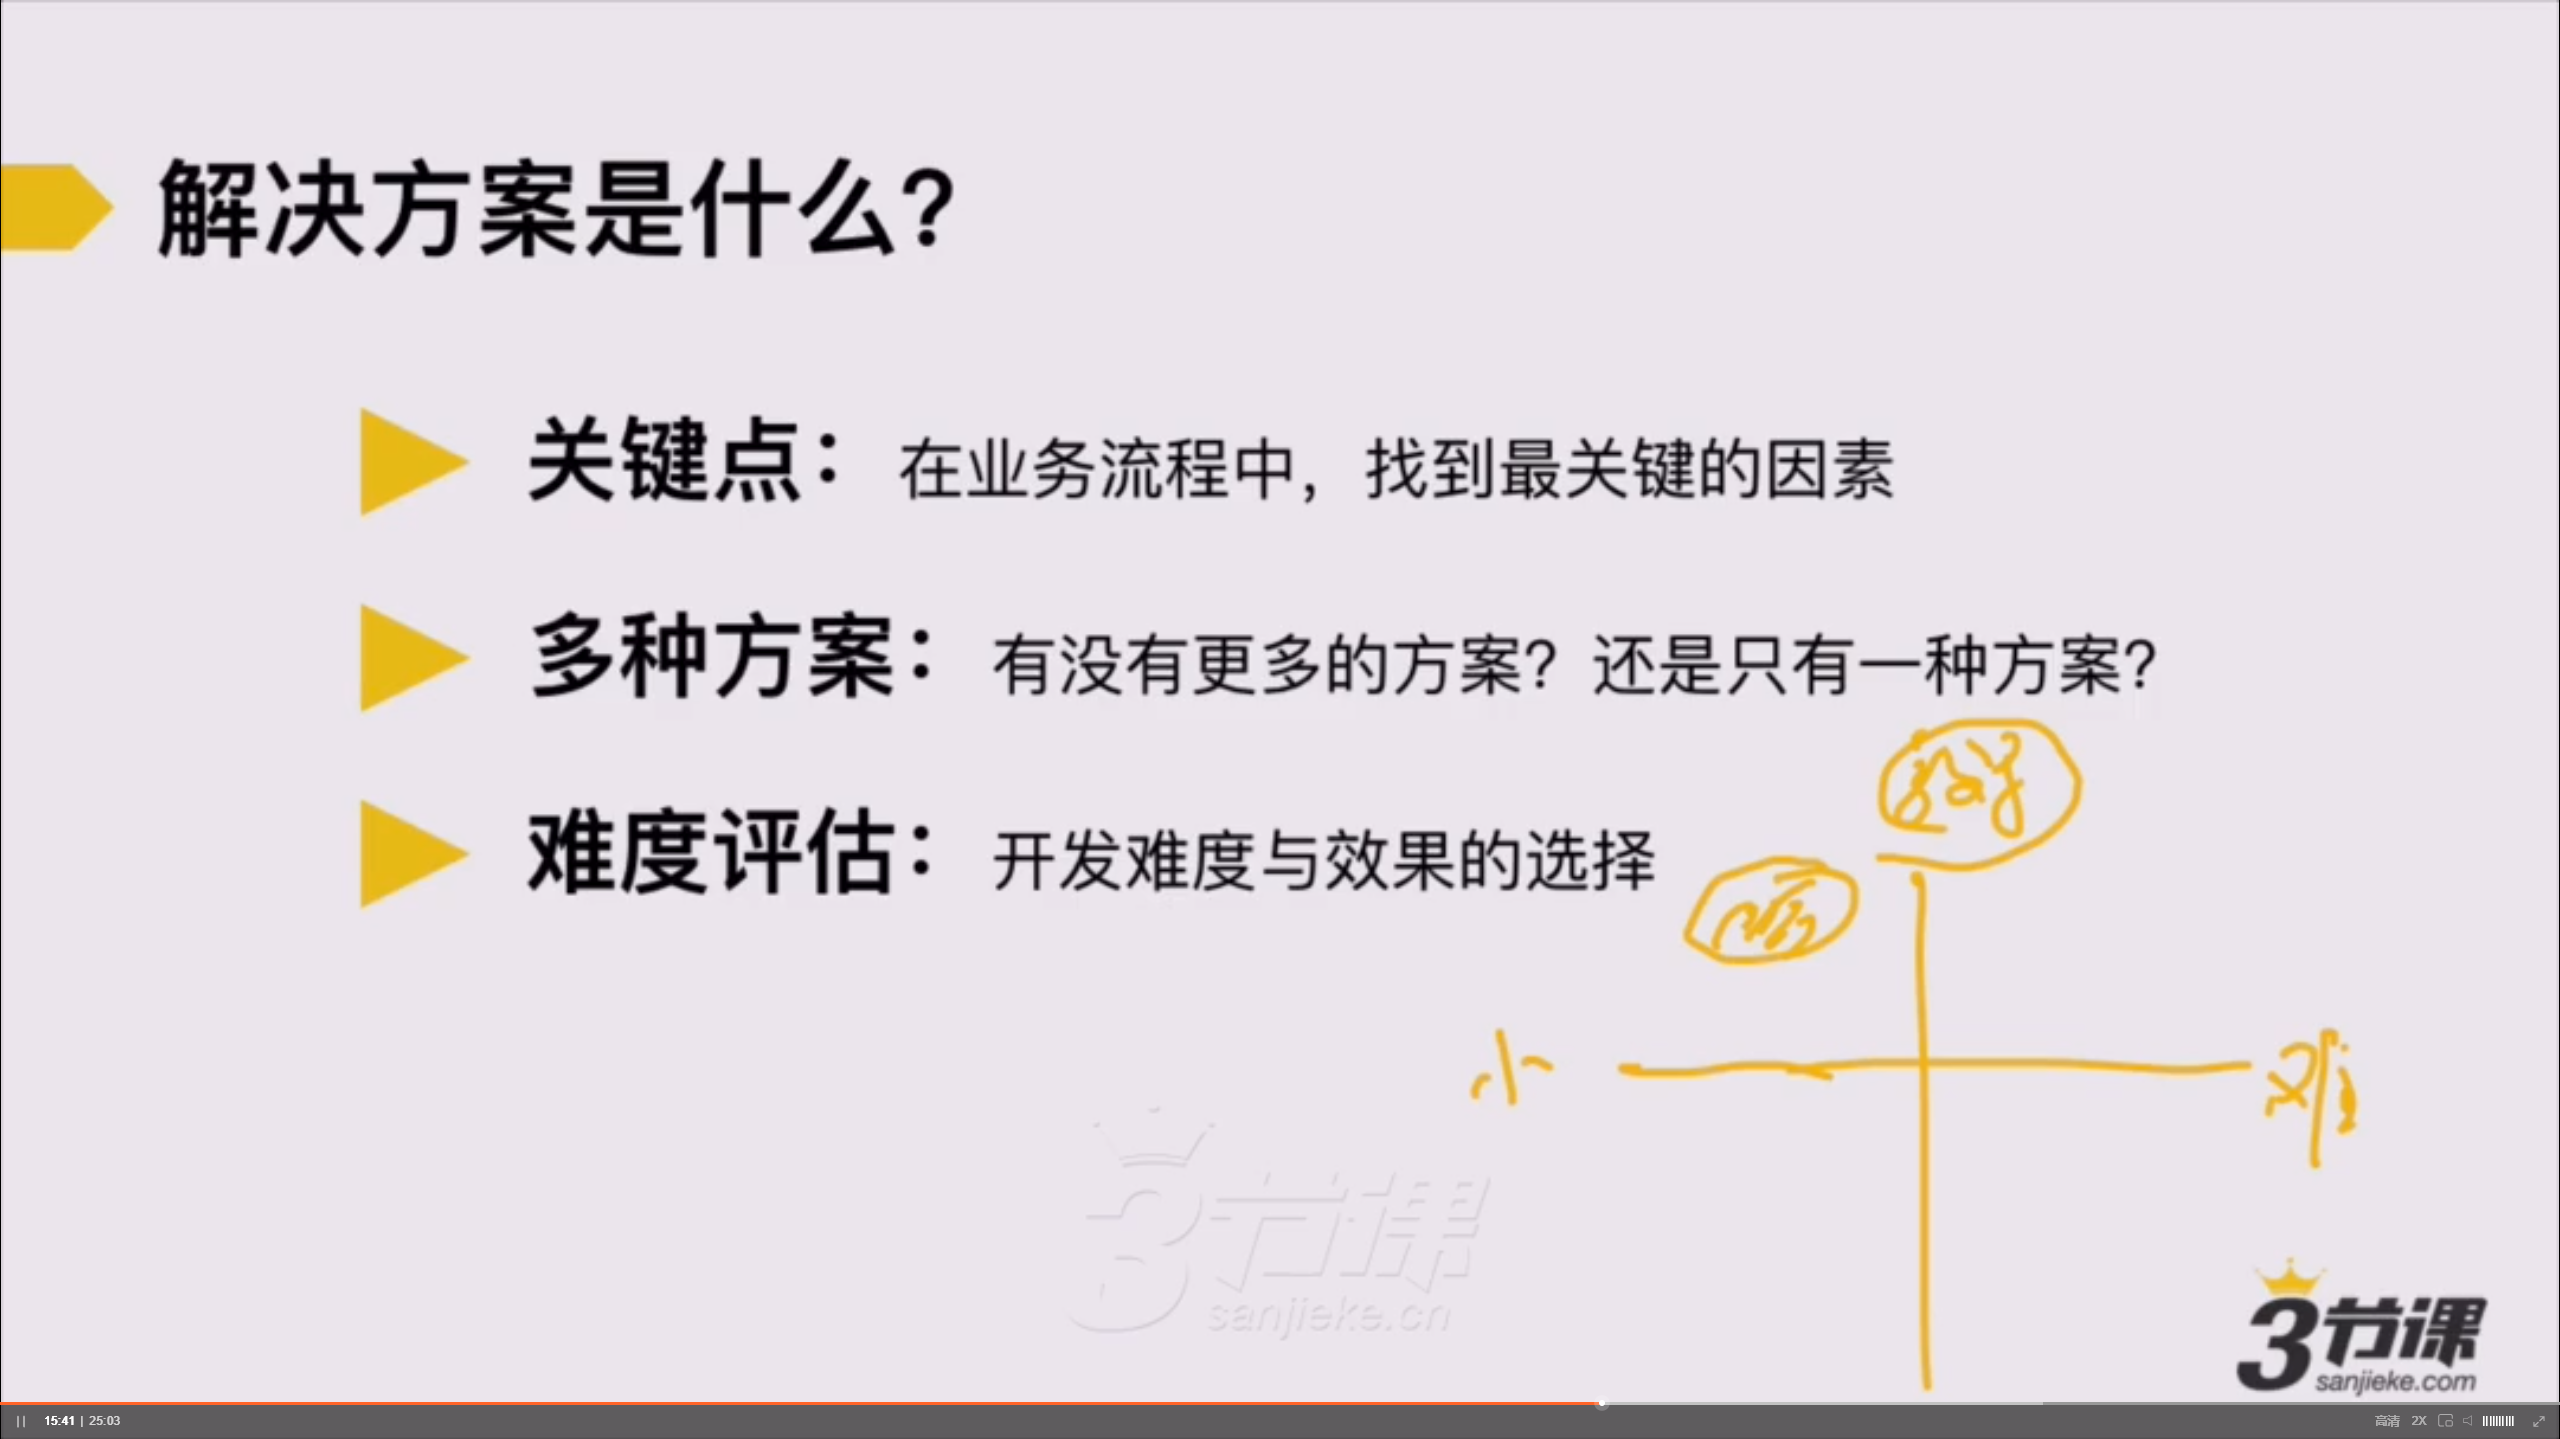 解决方案是什么?
关键点：在业务流程中，找到最关键的因素
多种方案：有没有更多的方案？还是只有一种方案？
难度评估：开发难度与效果的选择
小
难
3节课
sanjieke.cn
3节课
sanjieke.com
15:41 | 25:03
高清 2X